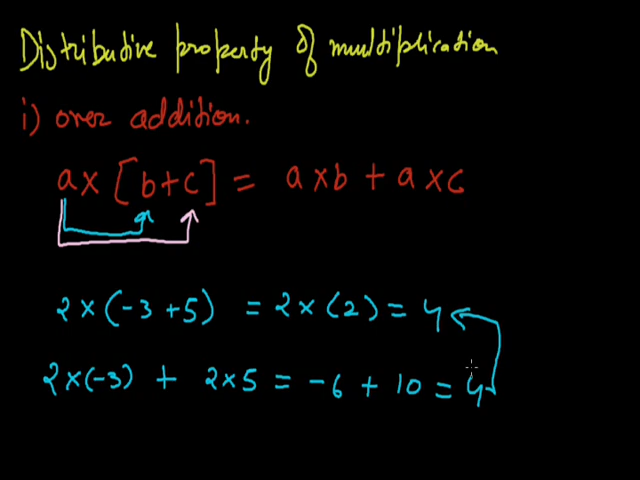 Distributive property of multiplication
i) over addition.
a × [b + c] = a × b + a × c
2 × (-3 + 5) = 2 × (2) = 4
2 × (-3) + 2 × 5 = -6 + 10 = 4